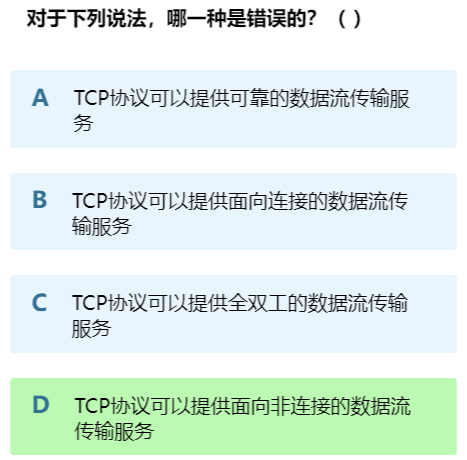 对于下列说法，哪一种是错误的？（ ）
A TCP协议可以提供可靠的数据流传输服
务
B TCP协议可以提供面向连接的数据流传
输服务
C TCP协议可以提供全双工的数据流传输
服务
D TCP协议可以提供面向非连接的数据流
传输服务